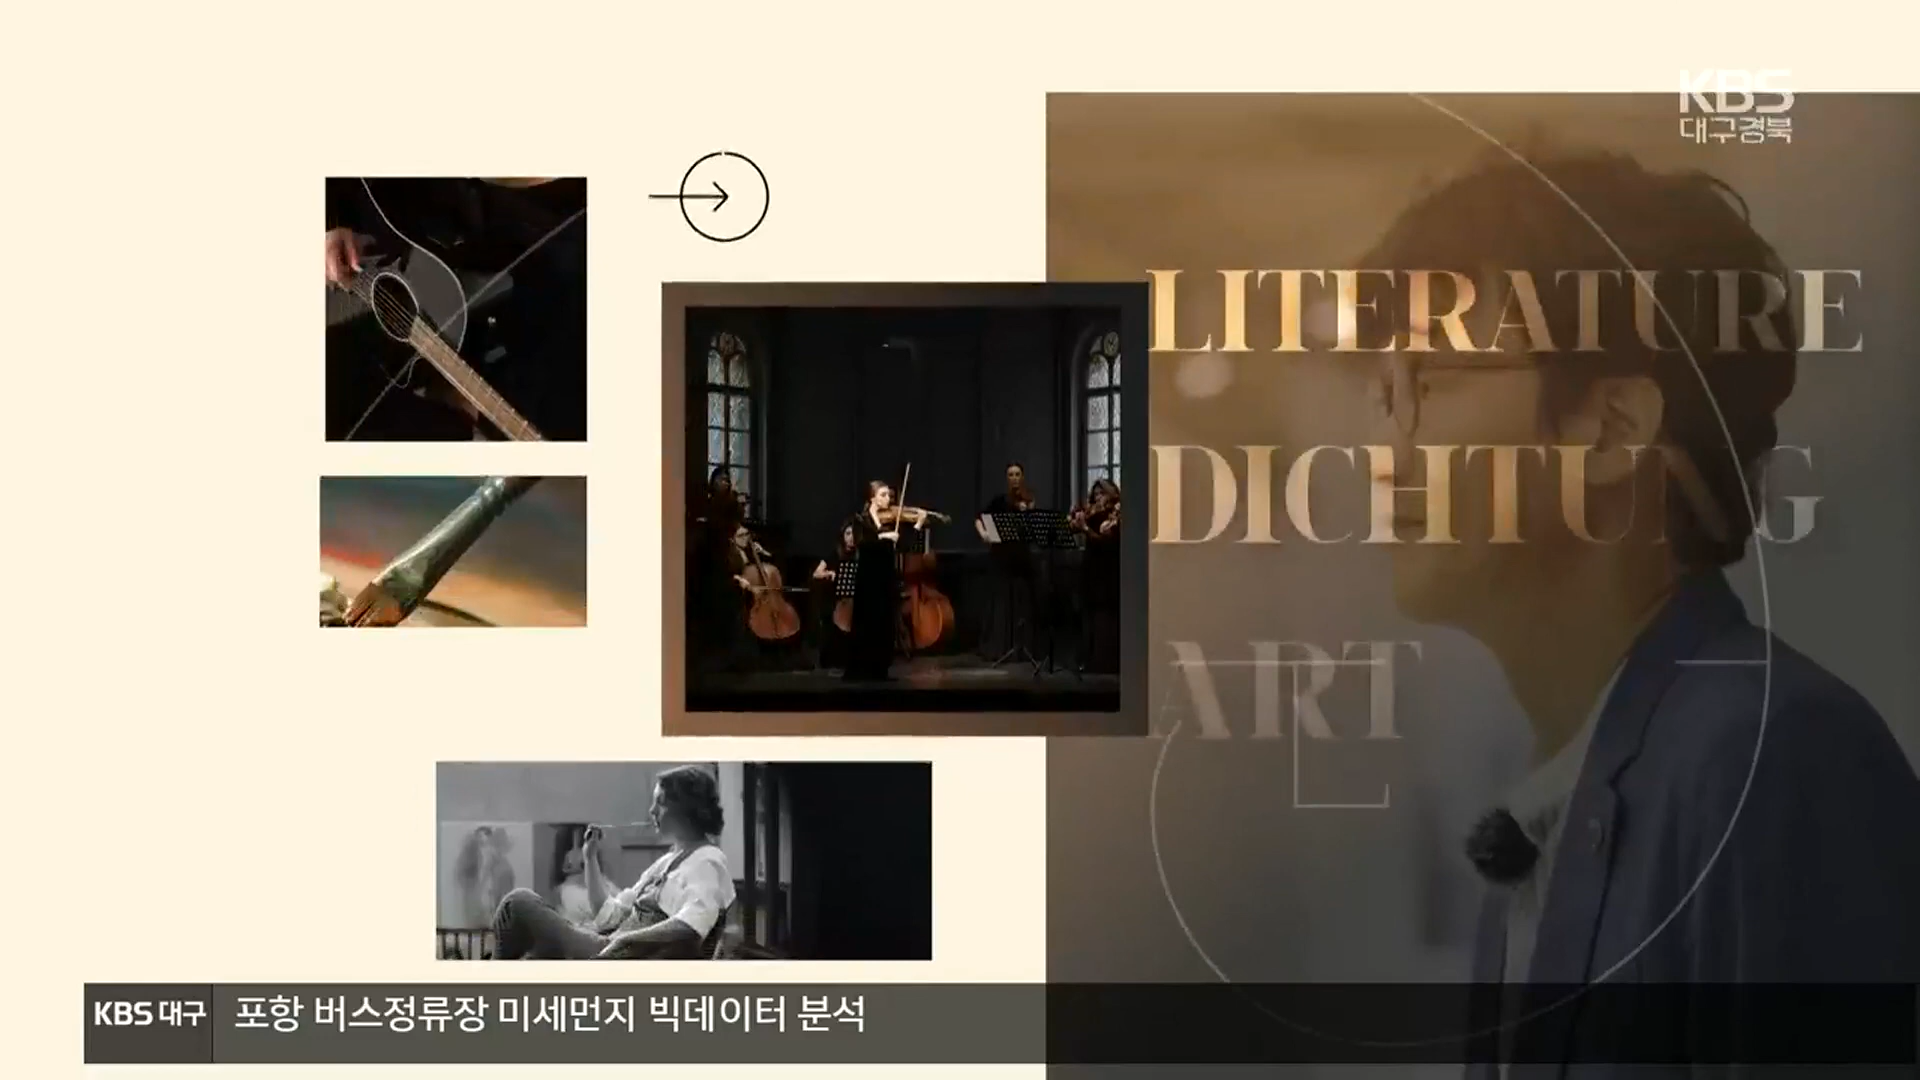 KBS
대구경북
LITERATURE
DICHTUNG
ART
KBS 대구
포항 버스정류장 미세먼지 빅데이터 분석